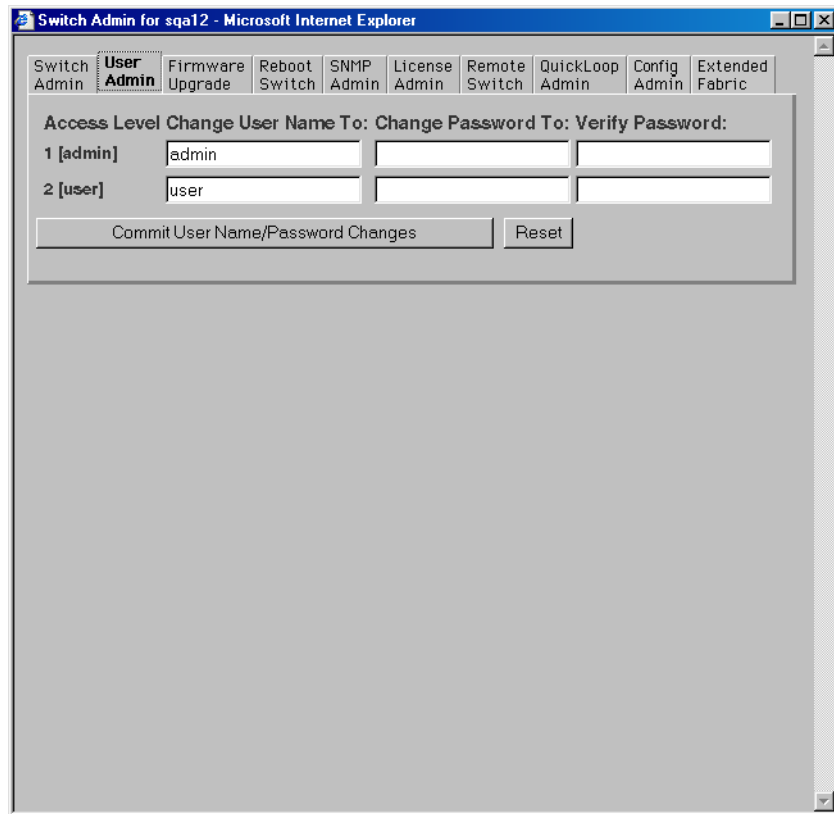 Switch Admin for sqa12 - Microsoft Internet Explorer
Switch Admin
User Admin
Firmware Upgrade
Reboot Switch
SNMP Admin
License Admin
Remote Switch
QuickLoop Admin
Config Admin
Extended Fabric
Access Level Change User Name To: Change Password To: Verify Password:
1 [admin] admin
2 [user] user
Commit User Name/Password Changes Reset